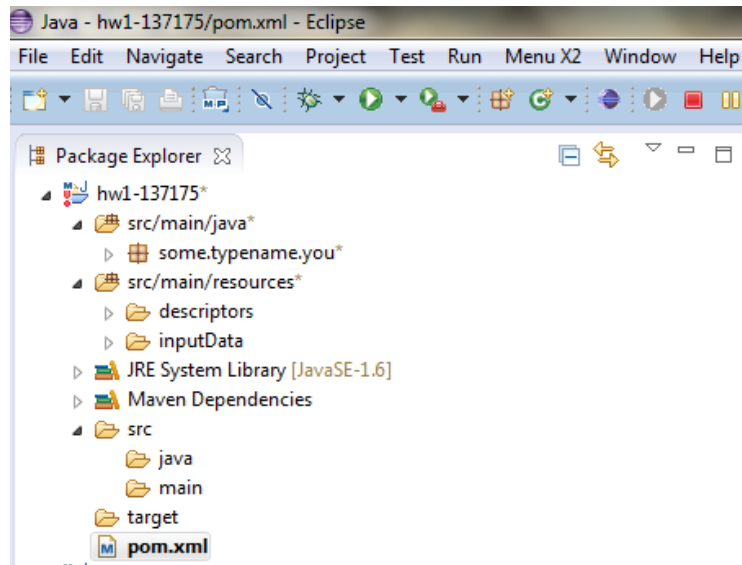 Java - hw1-137175/pom.xml - Eclipse
File Edit Navigate Search Project Test Run Menu X2 Window Help
Package Explorer
hw1-137175*
src/main/java*
some.typename.you*
src/main/resources*
descriptors
inputData
JRE System Library [JavaSE-1.6]
Maven Dependencies
src
java
main
target
pom.xml